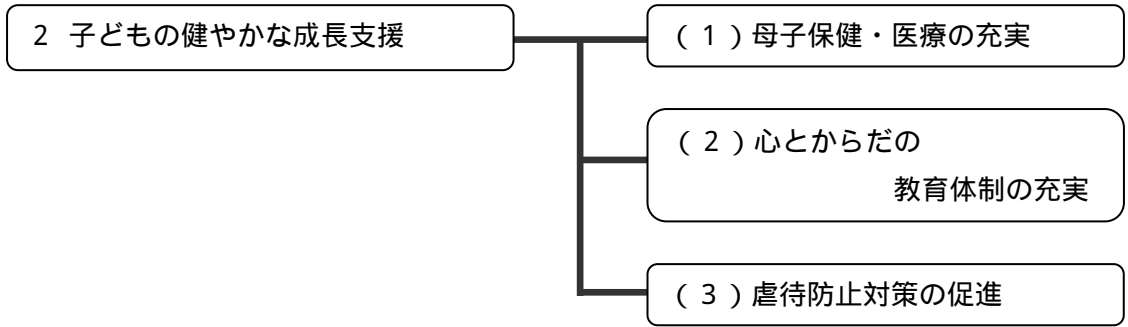 2 子どもの健やかな成長支援
(1)母子保健・医療の充実
(2)心とからだの
教育体制の充実
(3)虐待防止対策の促進